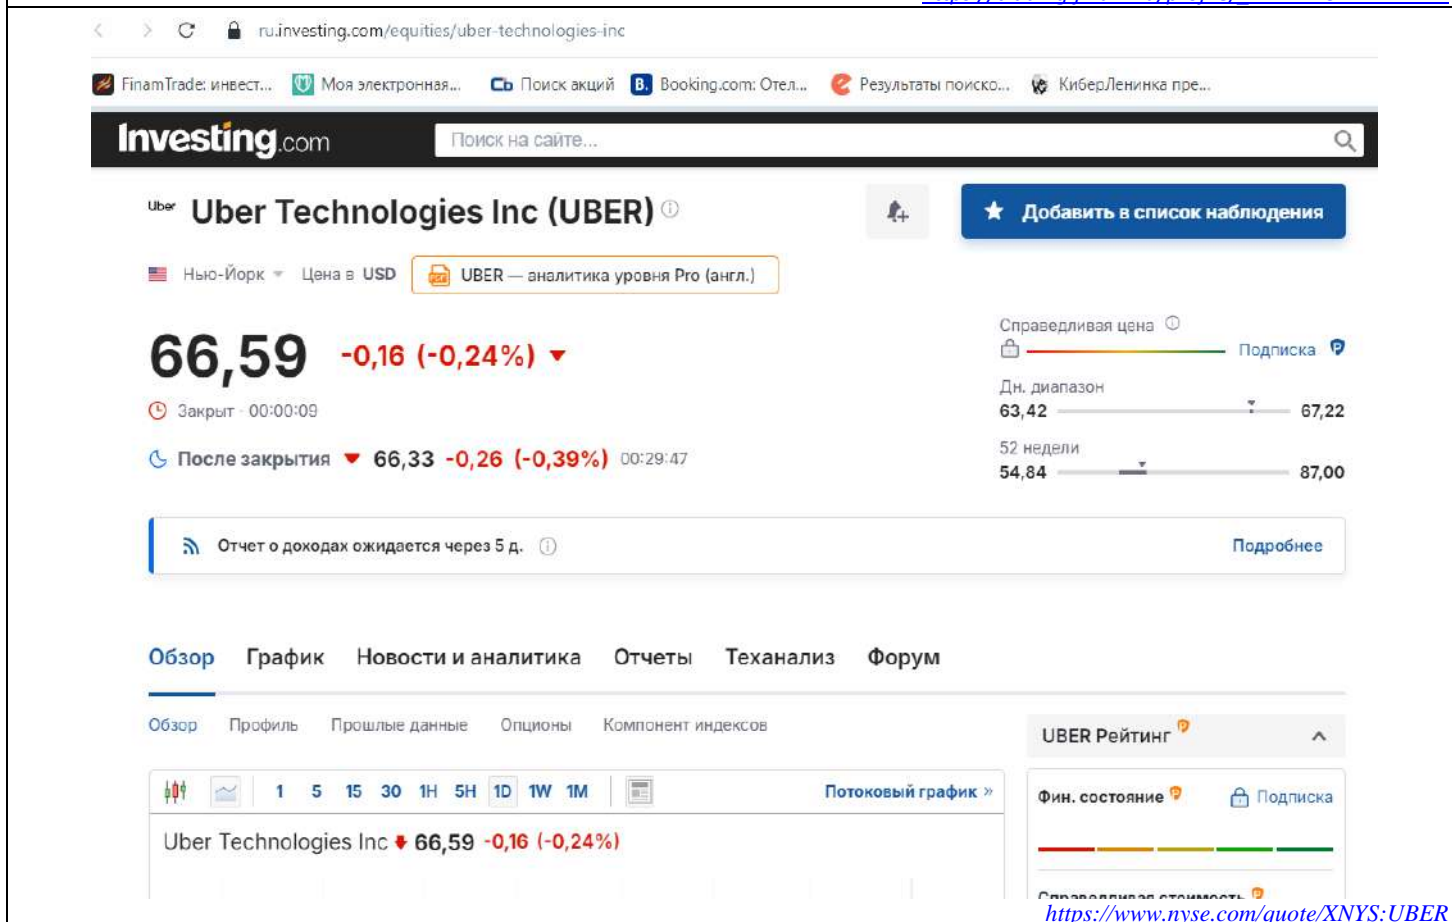 ru.investing.com/equities/uber-technologies-inc
FinamTrade: инвест... Моя электронная... Поиск акций Booking.com: Отел... Результаты поиско... КиберЛенинка пре...
Investing.com Поиск на сайте...
Uber Uber Technologies Inc (UBER) Добавить в список наблюдения
Нью-Йорк Цена в USD UBER — аналитика уровня Pro (англ.)
66,59 -0,16 (-0,24%)
Справедливая цена
Подписка
Закрыт · 00:00:09
Дн. диапазон
63,42 67,22
После закрытия 66,33 -0,26 (-0,39%) 00:29:47
52 недели
54,84 87,00
Отчет о доходах ожидается через 5 д. Подробнее
Обзор График Новости и аналитика Отчеты Теханализ Форум
Обзор Профиль Прошлые данные Опционы Компонент индексов
UBER Рейтинг
1 5 15 30 1H 5H 1D 1W 1M Потоковый график »
Фин. состояние Подписка
Uber Technologies Inc 66,59 -0,16 (-0,24%)
Справедливая стоимость
https://www.nyse.com/quote/XNYS:UBER